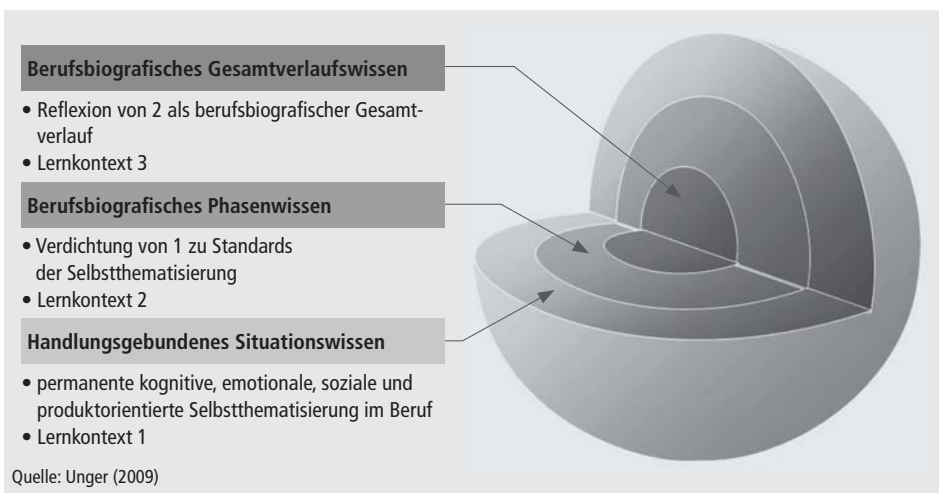 Berufsbiografisches Gesamtverlaufswissen
• Reflexion von 2 als berufsbiografischer Gesamt-
verlauf
• Lernkontext 3
Berufsbiografisches Phasenwissen
• Verdichtung von 1 zu Standards
der Selbstthematisierung
• Lernkontext 2
Handlungsgebundenes Situationswissen
• permanente kognitive, emotionale, soziale und
produktorientierte Selbstthematisierung im Beruf
• Lernkontext 1
Quelle: Unger (2009)